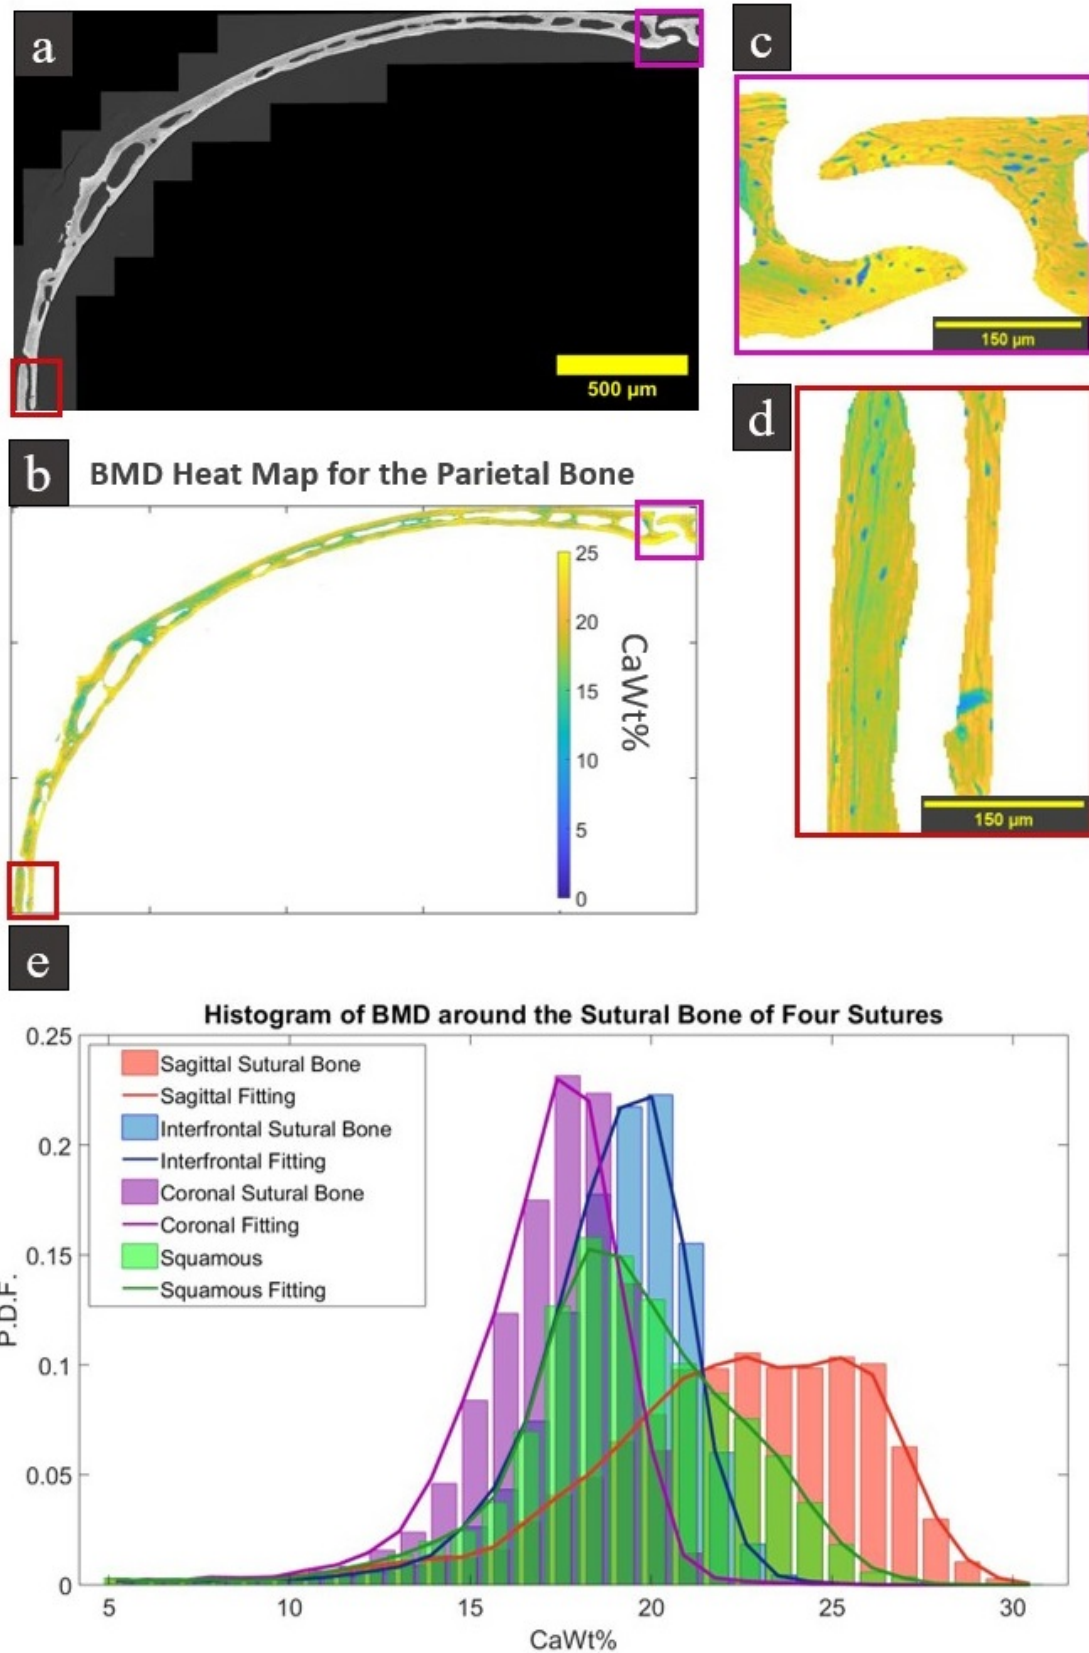 a
500 µm
c
150 µm
d
150 µm
b
BMD Heat Map for the Parietal Bone
25
20
15
10
5
0
CaWt%
e
Histogram of BMD around the Sutural Bone of Four Sutures
0.25
0.2
0.15
0.1
0.05
0
P.D.F.
Sagittal Sutural Bone
Sagittal Fitting
Interfrontal Sutural Bone
Interfrontal Fitting
Coronal Sutural Bone
Coronal Fitting
Squamous
Squamous Fitting
5 10 15 20 25 30
CaWt%